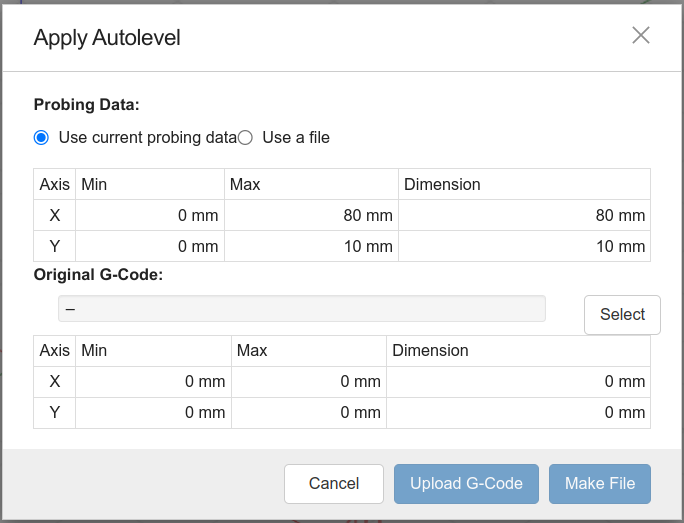 Apply Autolevel
Probing Data:
Use current probing data Use a file
Axis Min Max Dimension
X 0 mm 80 mm 80 mm
Y 0 mm 10 mm 10 mm
Original G-Code:
–
Select
Axis Min Max Dimension
X 0 mm 0 mm 0 mm
Y 0 mm 0 mm 0 mm
Cancel Upload G-Code Make File